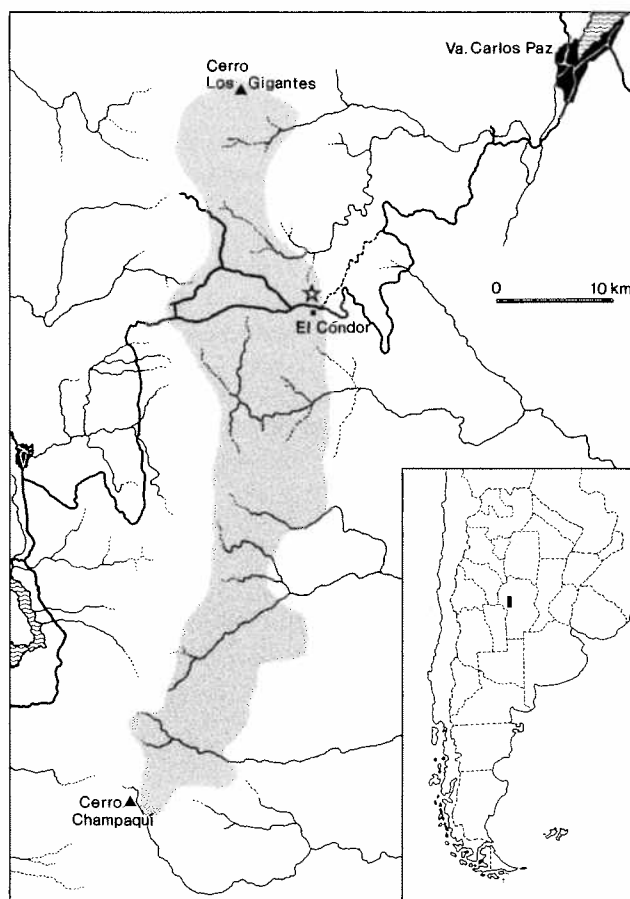 Cerro
Los Gigantes
Va. Carlos Paz
0 10 km
El Cóndor
Cerro
Champaquí